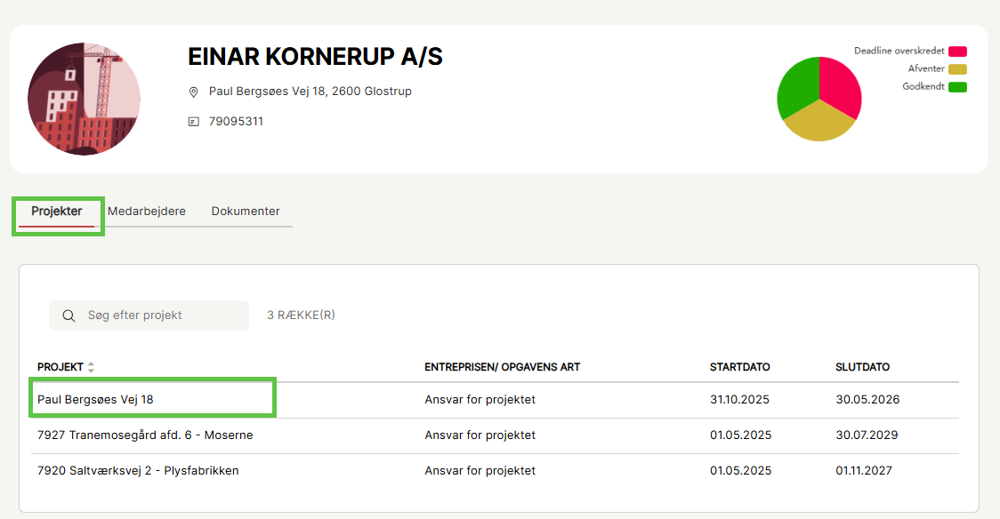 EINAR KORNERUP A/S
Paul Bergsøes Vej 18, 2600 Glostrup
79095311
Deadline overskredet
Afventer
Godkendt
Projekter Medarbejdere Dokumenter
Søg efter projekt 3 RÆKKE(R)
PROJEKT ENTREPRISEN/ OPGAVENS ART STARTDATO SLUTDATO
Paul Bergsøes Vej 18 Ansvar for projektet 31.10.2025 30.05.2026
7927 Tranemosegård afd. 6 - Moserne Ansvar for projektet 01.05.2025 30.07.2029
7920 Saltværksvej 2 - Plysfabrikken Ansvar for projektet 01.05.2025 01.11.2027